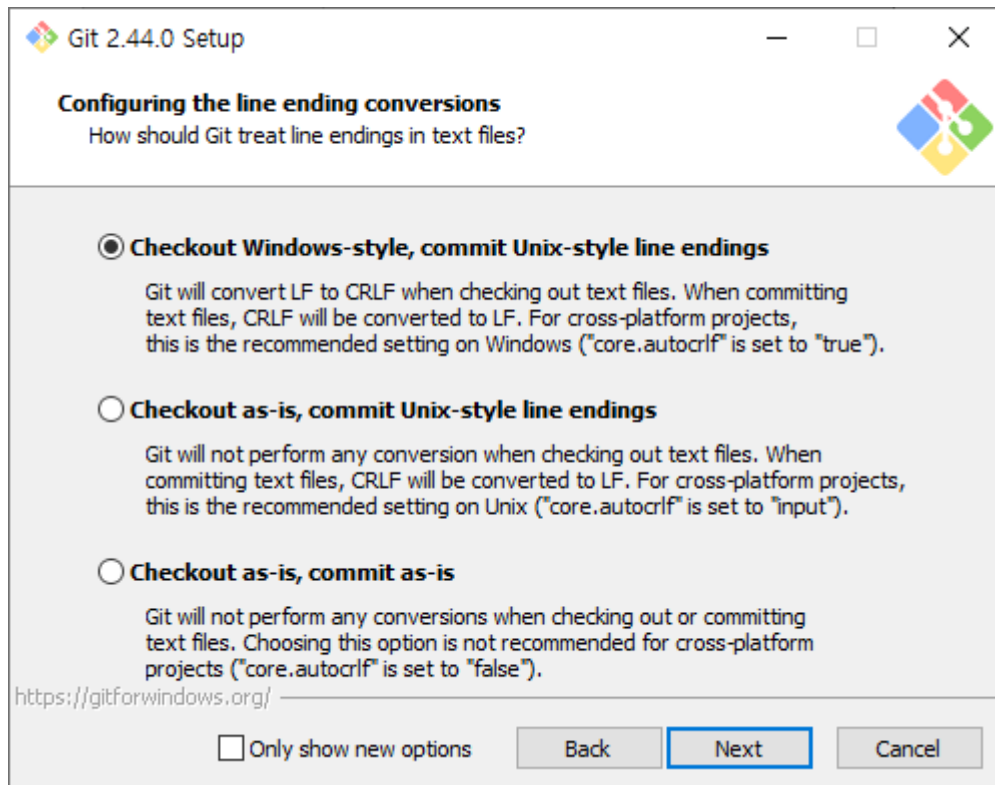 Git 2.44.0 Setup
Configuring the line ending conversions
How should Git treat line endings in text files?
Checkout Windows-style, commit Unix-style line endings
Git will convert LF to CRLF when checking out text files. When committing
text files, CRLF will be converted to LF. For cross-platform projects,
this is the recommended setting on Windows ("core.autocrlf" is set to "true").
Checkout as-is, commit Unix-style line endings
Git will not perform any conversion when checking out text files. When
committing text files, CRLF will be converted to LF. For cross-platform projects,
this is the recommended setting on Unix ("core.autocrlf" is set to "input").
Checkout as-is, commit as-is
Git will not perform any conversions when checking out or committing
text files. Choosing this option is not recommended for cross-platform
projects ("core.autocrlf" is set to "false").
https://gitforwindows.org/
Only show new options
Back
Next
Cancel